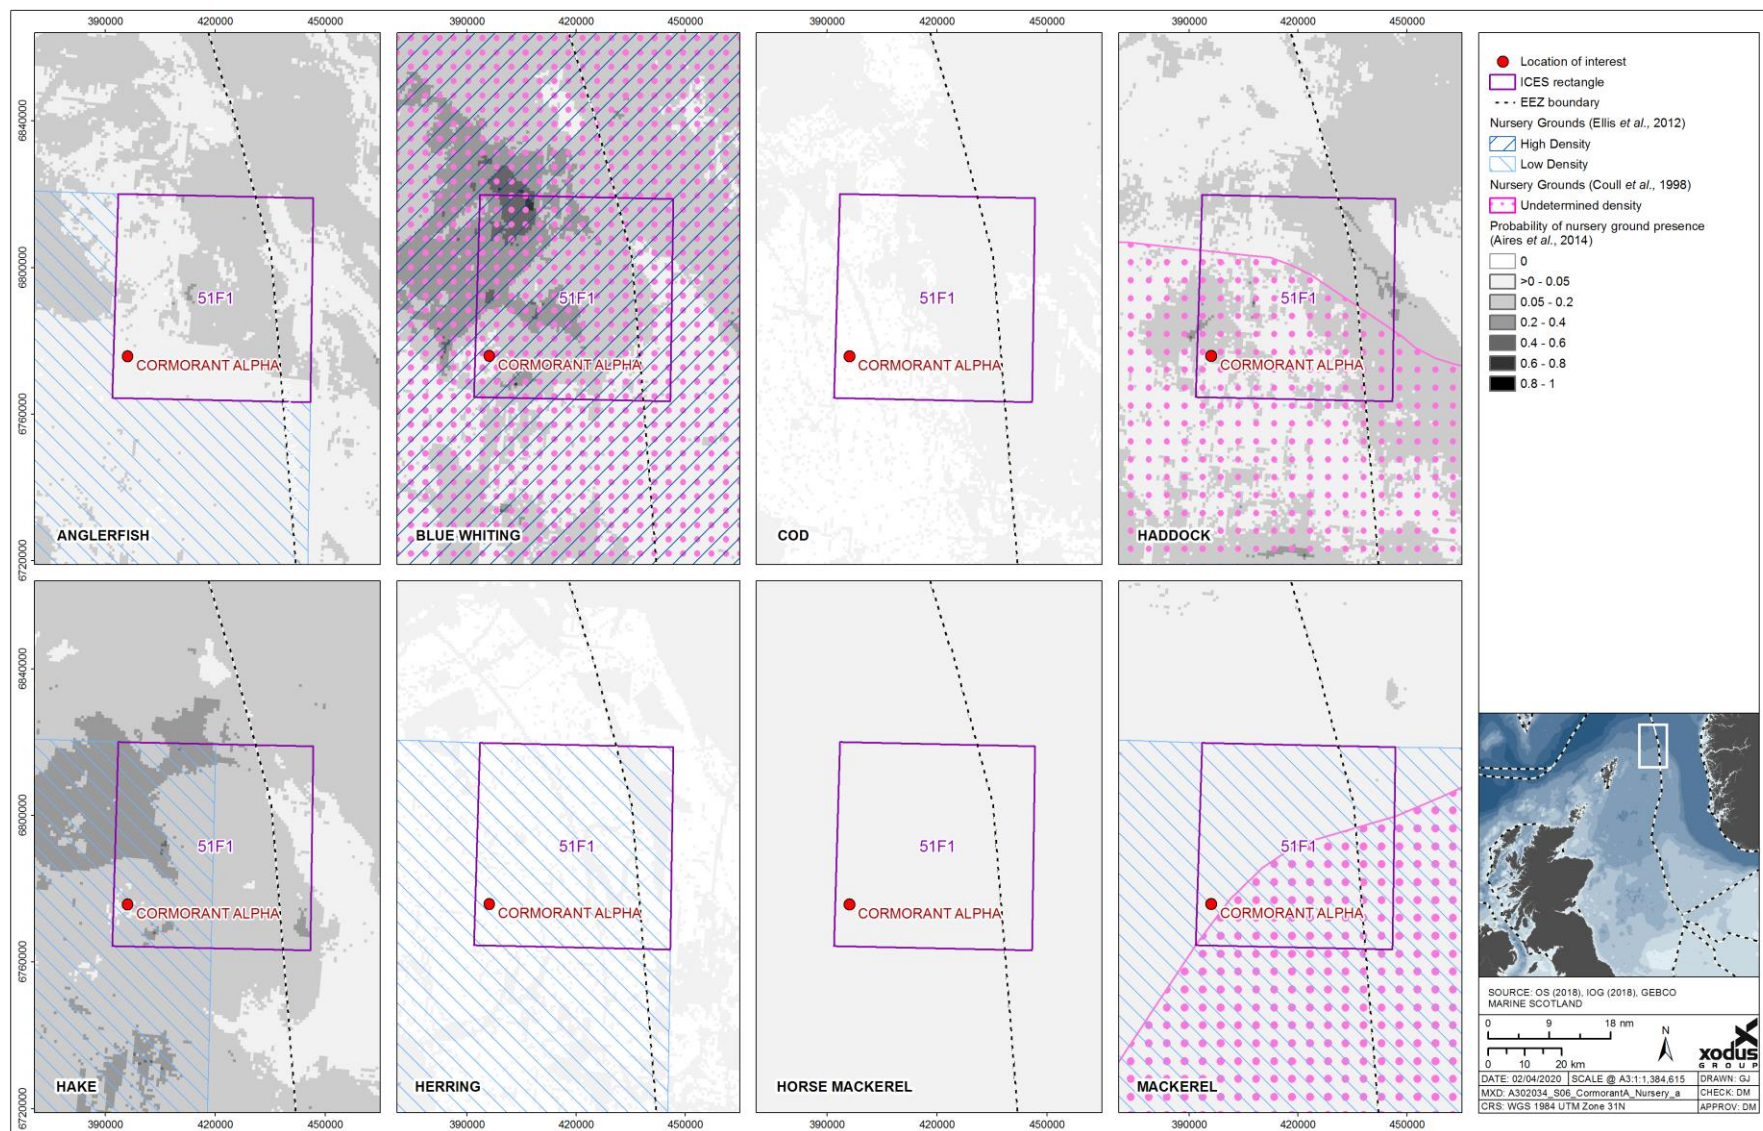 390000 420000 450000 390000 420000 450000 390000 420000 450000 390000 420000 450000
6840000
6800000
6760000
6720000
51F1
CORMORANT ALPHA
ANGLERFISH
51F1
CORMORANT ALPHA
BLUE WHITING
51F1
CORMORANT ALPHA
COD
51F1
CORMORANT ALPHA
HADDOCK
6840000
6800000
6760000
6720000
51F1
CORMORANT ALPHA
HAKE
51F1
CORMORANT ALPHA
HERRING
51F1
CORMORANT ALPHA
HORSE MACKEREL
51F1
CORMORANT ALPHA
MACKEREL
390000 420000 450000 390000 420000 450000 390000 420000 450000 390000 420000 450000
Location of interest
ICES rectangle
EEZ boundary
Nursery Grounds (Ellis et al., 2012)
High Density
Low Density
Nursery Grounds (Coull et al., 1998)
Undetermined density
Probability of nursery ground presence
(Aires et al., 2014)
0
>0 - 0.05
0.05 - 0.2
0.2 - 0.4
0.4 - 0.6
0.6 - 0.8
0.8 - 1
SOURCE: OS (2018), IOG (2018), GEBCO
MARINE SCOTLAND
0 9 18 nm
0 10 20 km
N
xodus
GROUP
DATE: 02/04/2020 SCALE @ A3:1:1,384,615 DRAWN: GJ
MXD: A302034_S06_CormorantA_Nursery_a CHECK: DM
CRS: WGS 1984 UTM Zone 31N APPROV: DM